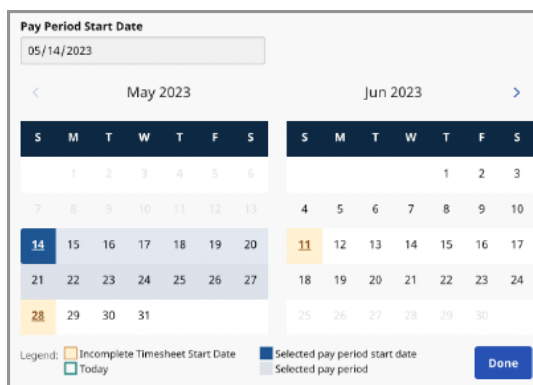 Pay Period Start Date
05/14/2023
< May 2023
S M T W T F S
1 2 3 4 5 6
7 8 9 10 11 12 13
14 15 16 17 18 19 20
21 22 23 24 25 26 27
28 29 30 31
Jun 2023 >
S M T W T F S
1 2 3
4 5 6 7 8 9 10
11 12 13 14 15 16 17
18 19 20 21 22 23 24
25 26 27 28 29 30
Legend: Incomplete Timesheet Start Date
Today
Selected pay period start date
Selected pay period
Done